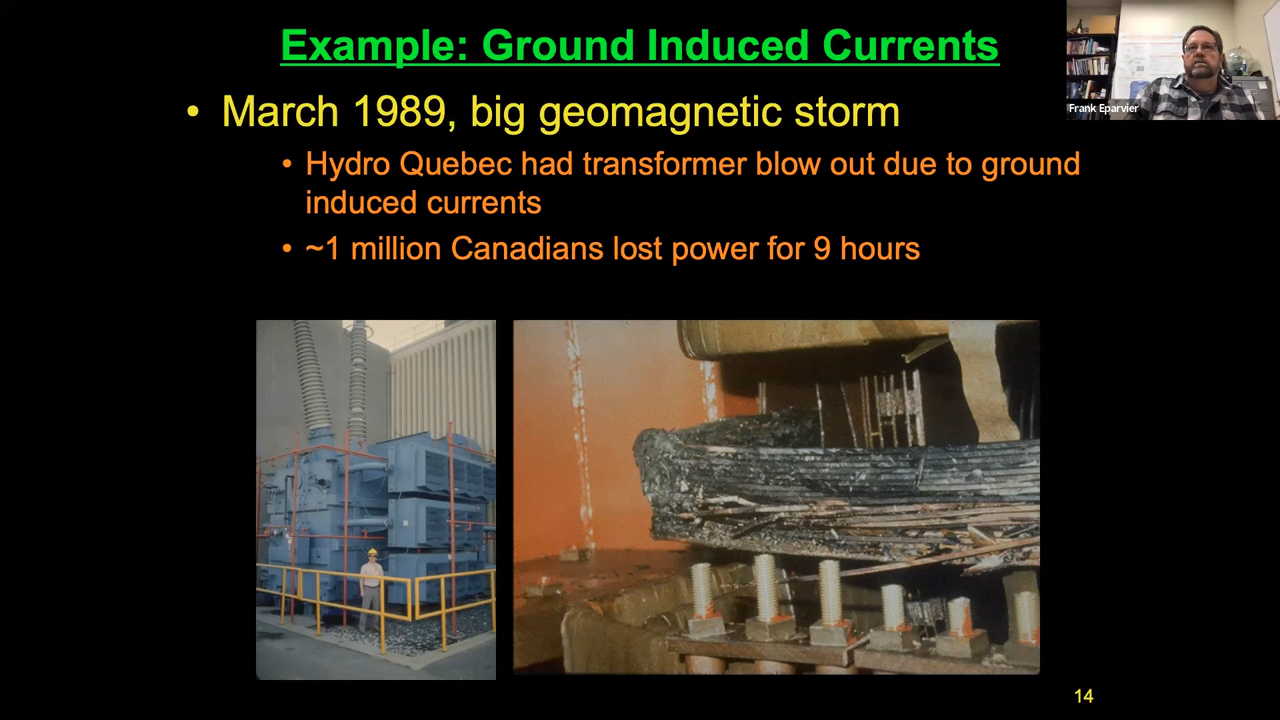 Example: Ground Induced Currents
• March 1989, big geomagnetic storm
• Hydro Quebec had transformer blow out due to ground
induced currents
• ~1 million Canadians lost power for 9 hours
Frank Eparvier
14